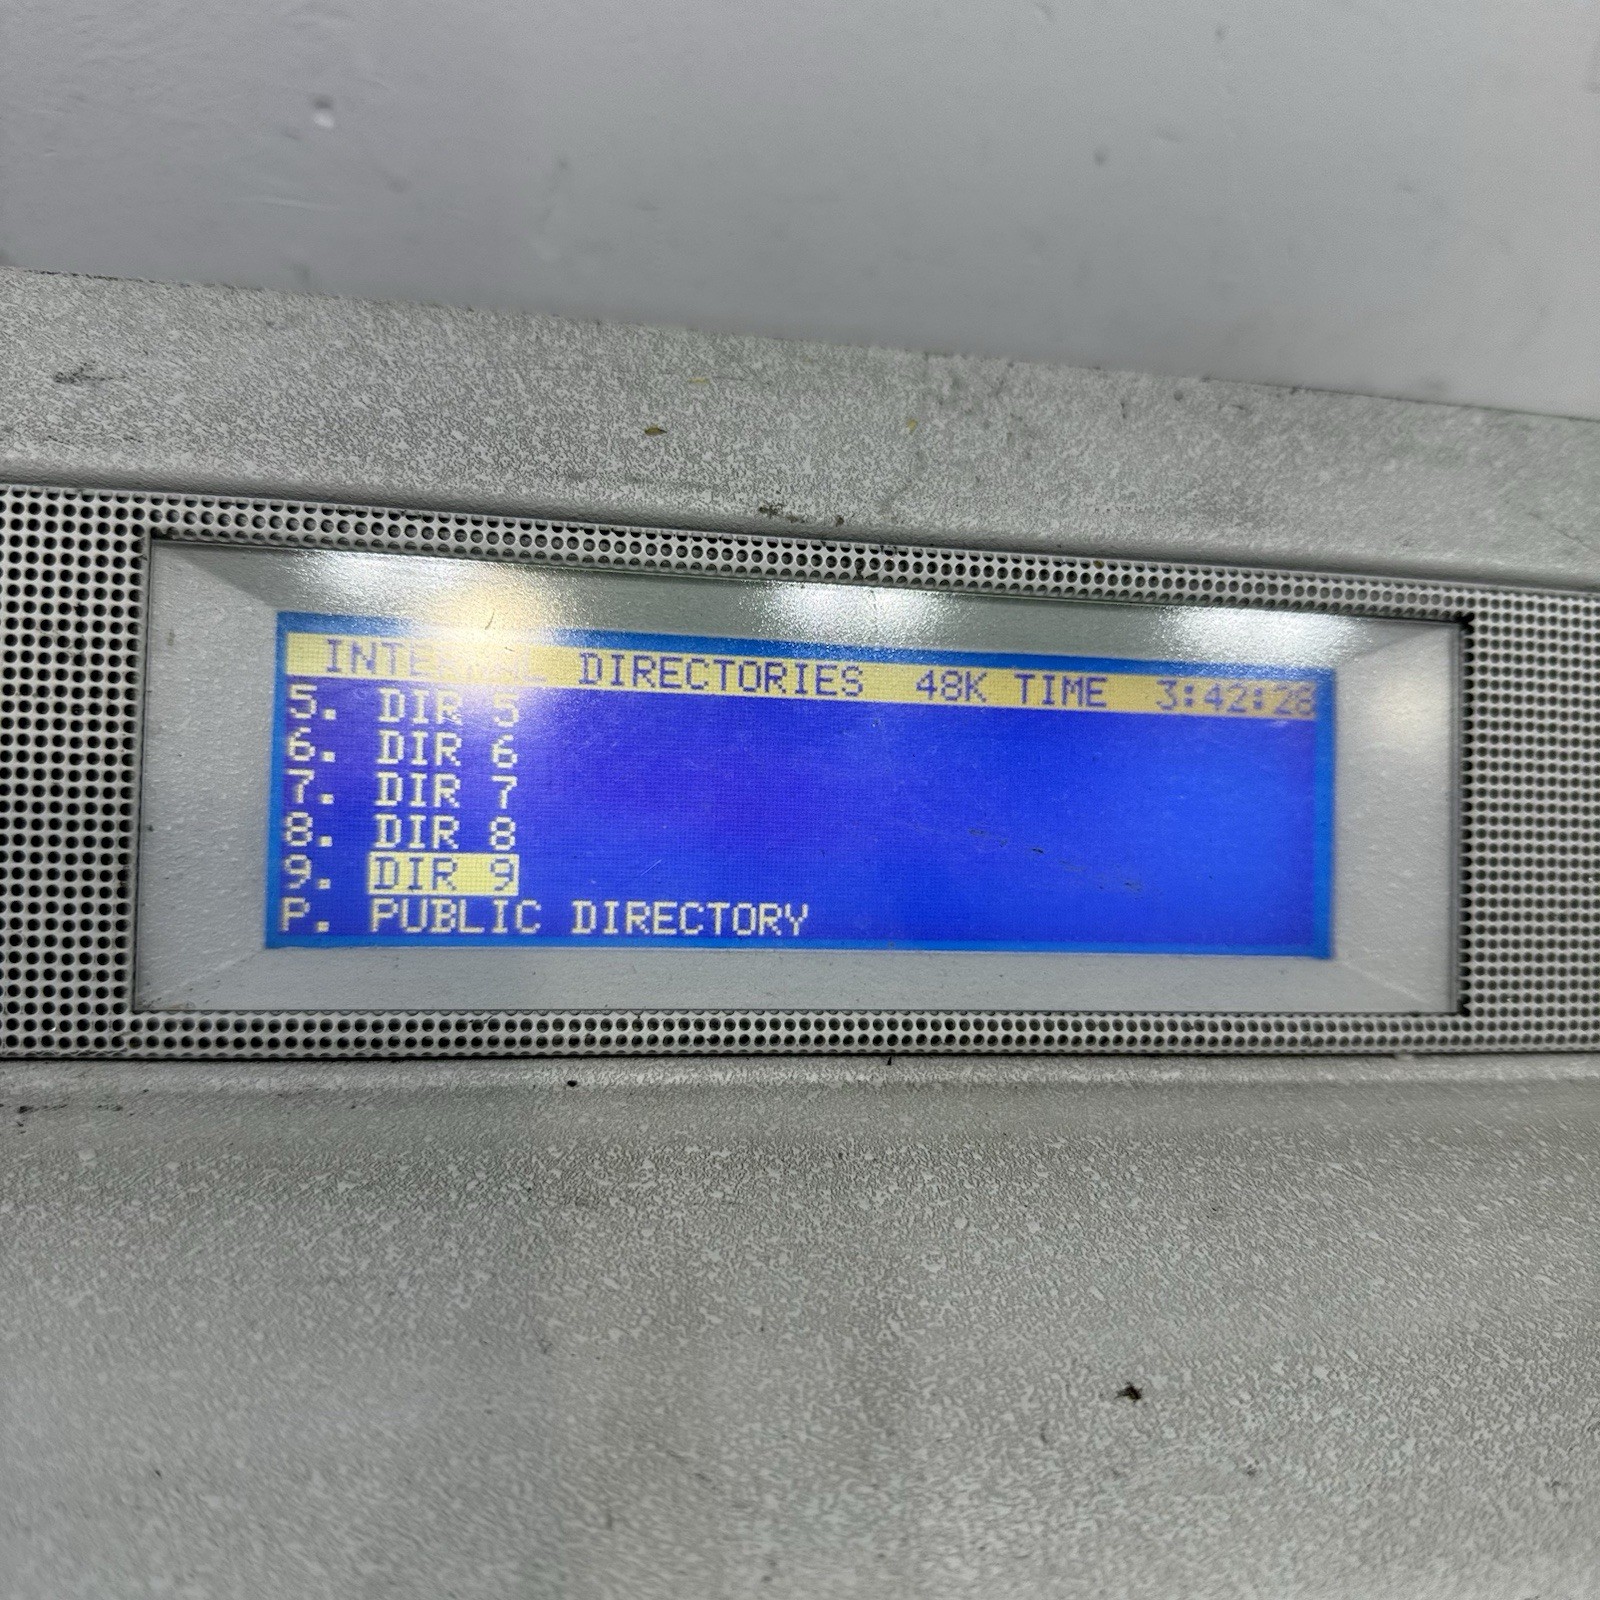 INTERNAL DIRECTORIES 48K TIME 3:42:28
5. DIR 5
6. DIR 6
7. DIR 7
8. DIR 8
9. DIR 9
P. PUBLIC DIRECTORY